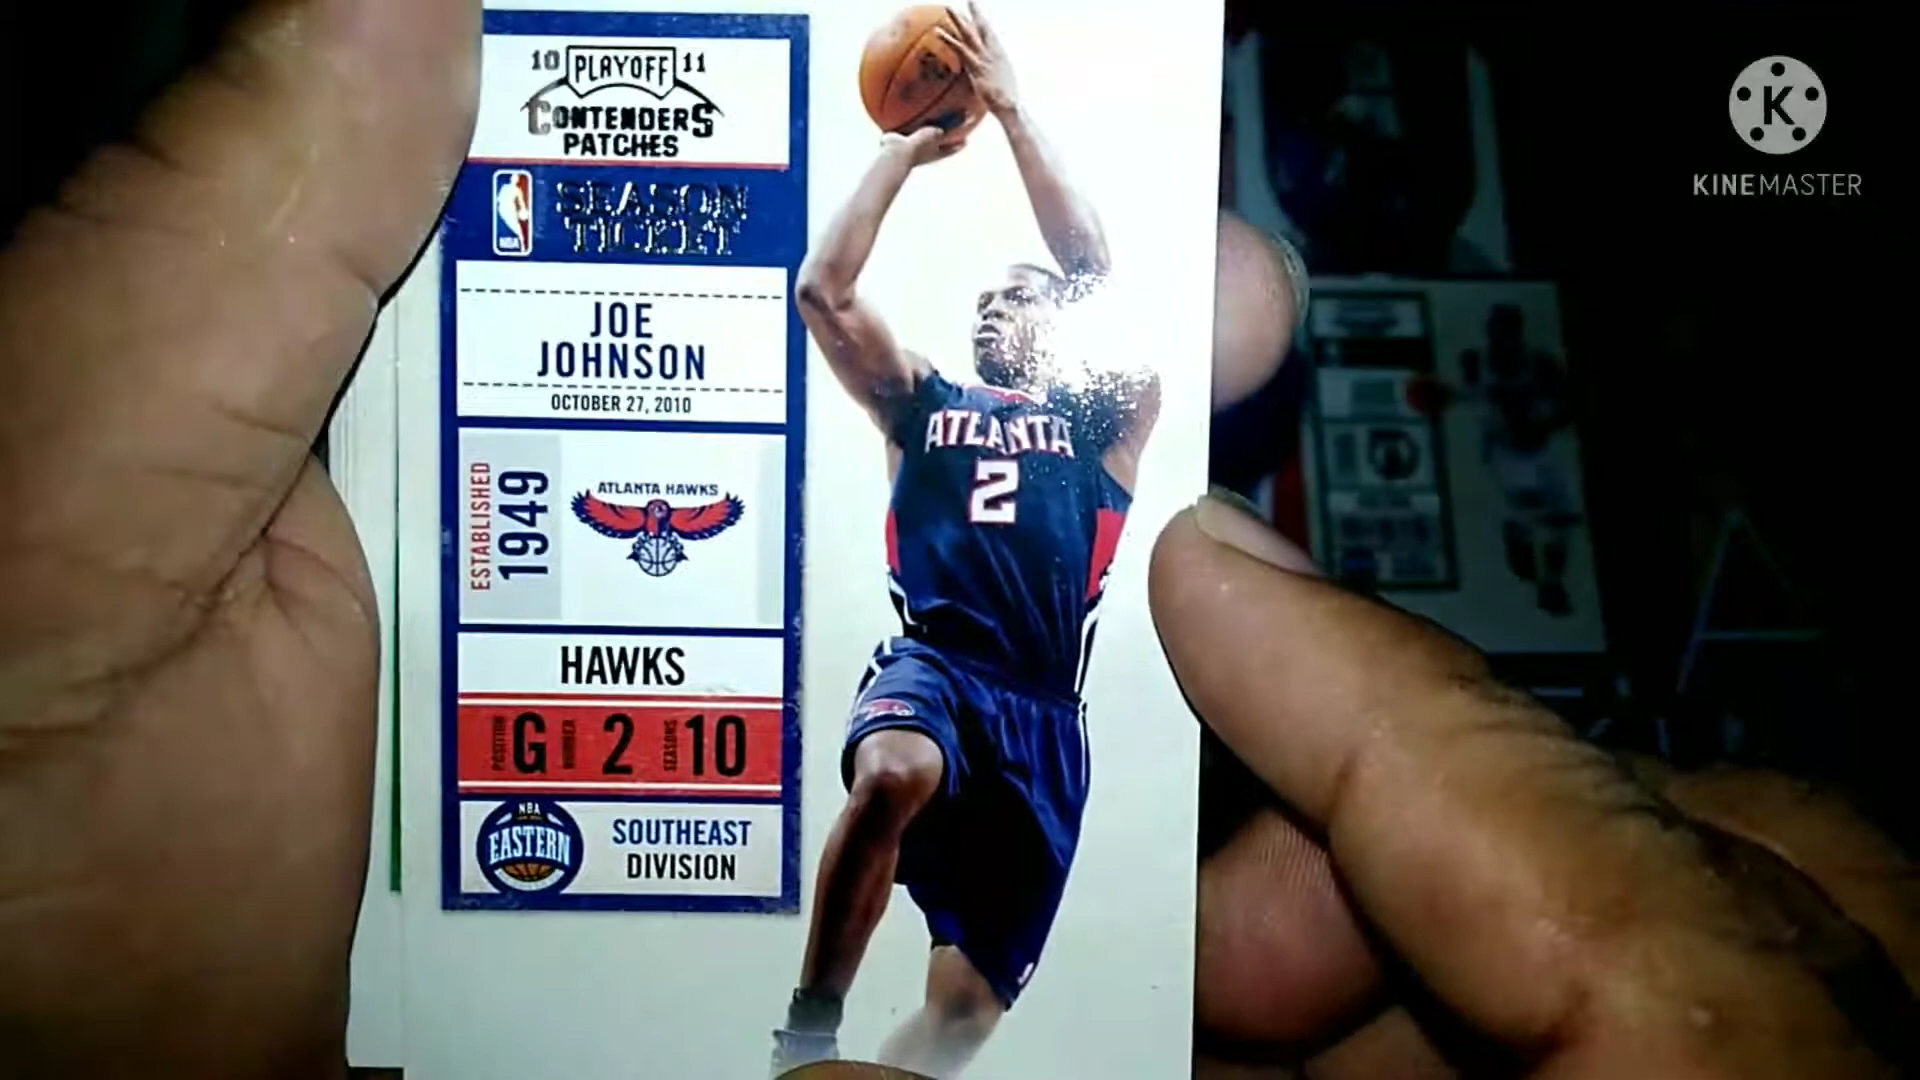 10 PLAYOFF 11
CONTENDERS
PATCHES
NBA
SEASON
TICKET
JOE
JOHNSON
OCTOBER 27, 2010
ESTABLISHED
1949
ATLANTA HAWKS
HAWKS
POSITION G NUMBER 2 SEASONS 10
NBA
EASTERN
SOUTHEAST
DIVISION
ATLANTA
2
K
KINEMASTER